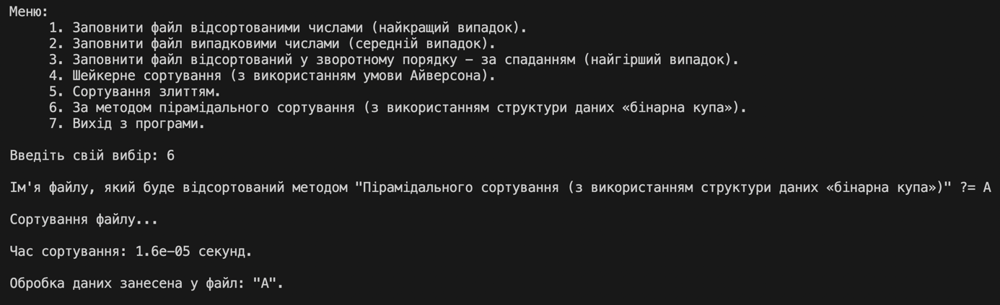 Меню:
1. Заповнити файл відсортованими числами (найкращий випадок).
2. Заповнити файл випадковими числами (середній випадок).
3. Заповнити файл відсортований у зворотному порядку – за спаданням (найгірший випадок).
4. Шейкерне сортування (з використанням умови Айверсона).
5. Сортування злиттям.
6. За методом пірамідального сортування (з використанням структури даних «бінарна купа»).
7. Вихід з програми.
Введіть свій вибір: 6
Ім'я файлу, який буде відсортований методом "Пірамідального сортування (з використанням структури даних «бінарна купа»)" ?= A
Сортування файлу...
Час сортування: 1.6e-05 секунд.
Обробка даних занесена у файл: "A".